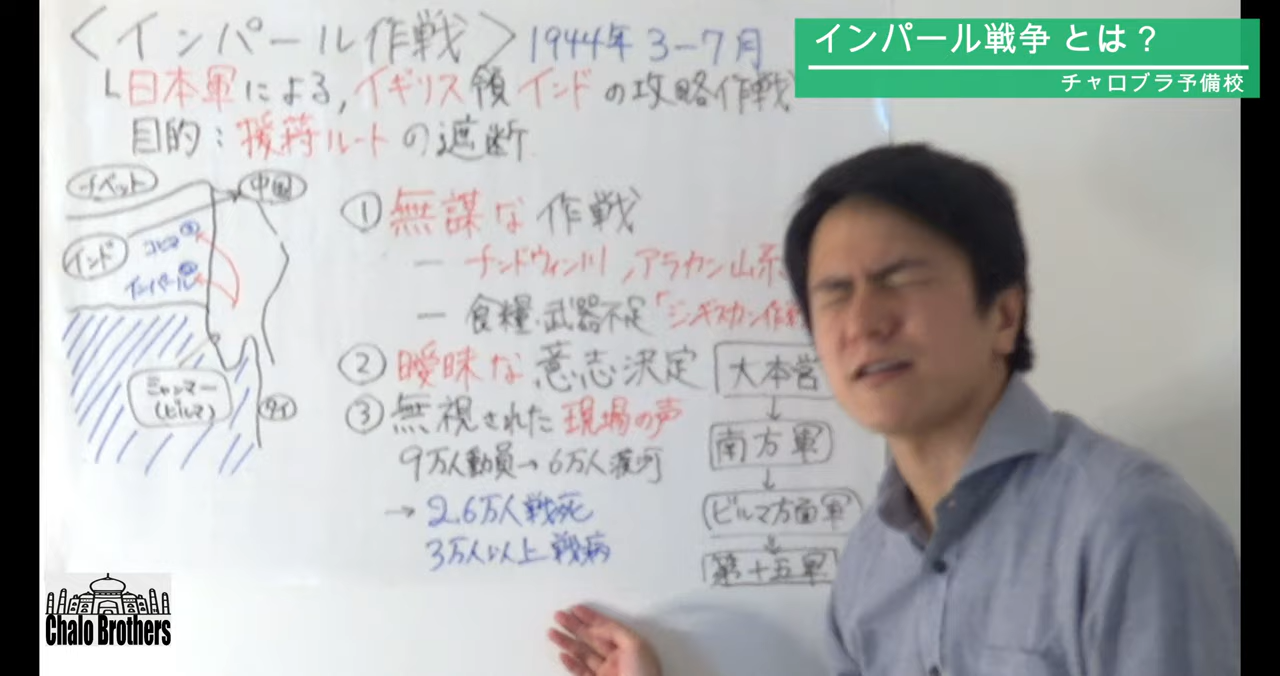 インパール戦争 とは？
チャロブラ予備校
＜インパール作戦＞ 1944年 3-7月
└日本軍による,イギリス領インドの攻略作戦
目的：援蒋ルートの遮断
チベット
中国
インド
コヒマ
インパール
ミャンマー
(ビルマ)
タイ
① 無謀な作戦
ー チンドウィン川,アラカン山系
ー 食糧・武器不足「ジンギスカン作戦
② 曖昧な意志決定
③ 無視された現場の声
9万人動員→6万人渡河
→ 2.6万人戦死
3万人以上戦病
大本営
↓
南方軍
↓
ビルマ方面軍
↓
第十五軍
Chalo Brothers